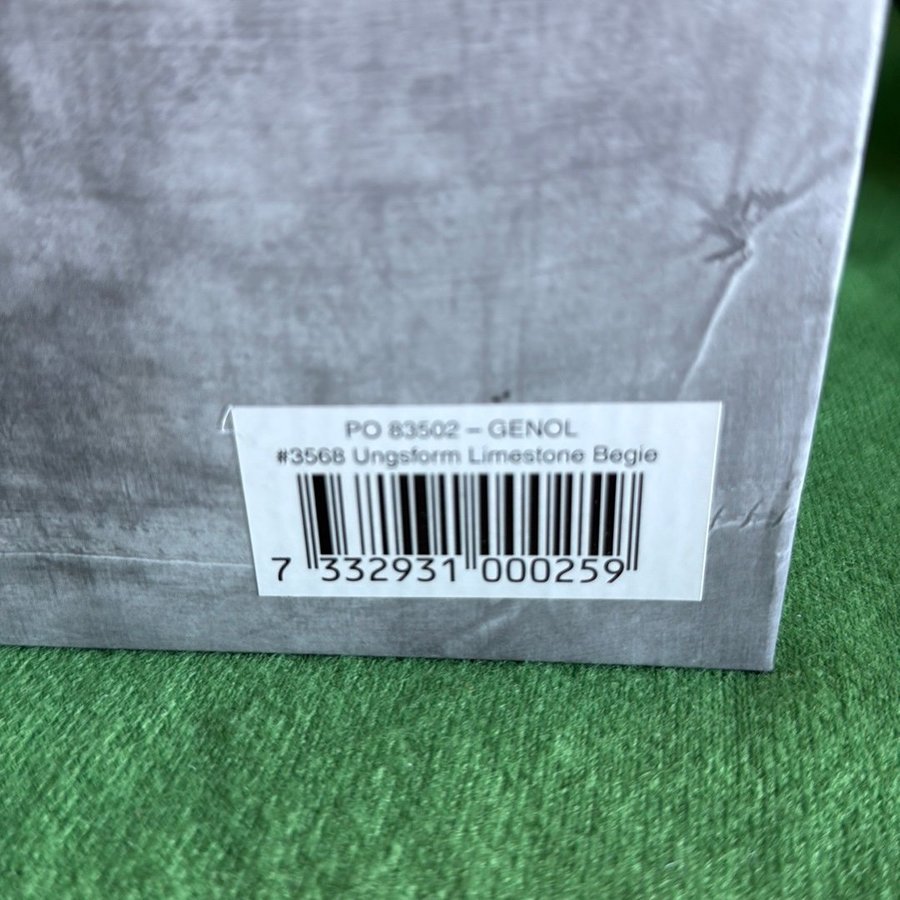 PO 83502 – GENOL
#3568 Ungsform Limestone Begie
7 332931 000259